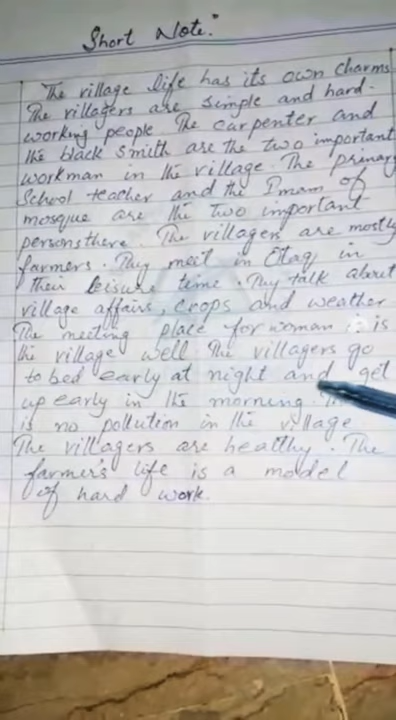 Short Note:
The village life has its own charms
The villagers are simple and hard-
working people. The carpenter and
the black smith are the two important
workman in the village. The primary
School teacher and the Imam of
mosque are the two important
persons there. The villagers are mostly
farmers. They meet in Otaq in
their leisure time. They talk about
village affairs, crops and weather
The meeting place for woman is
the village well The villagers go
to bed early at night and get
up early in the morning.
is no pollution in the village
The villagers are healthy. The
farmer's life is a model
of hard work.